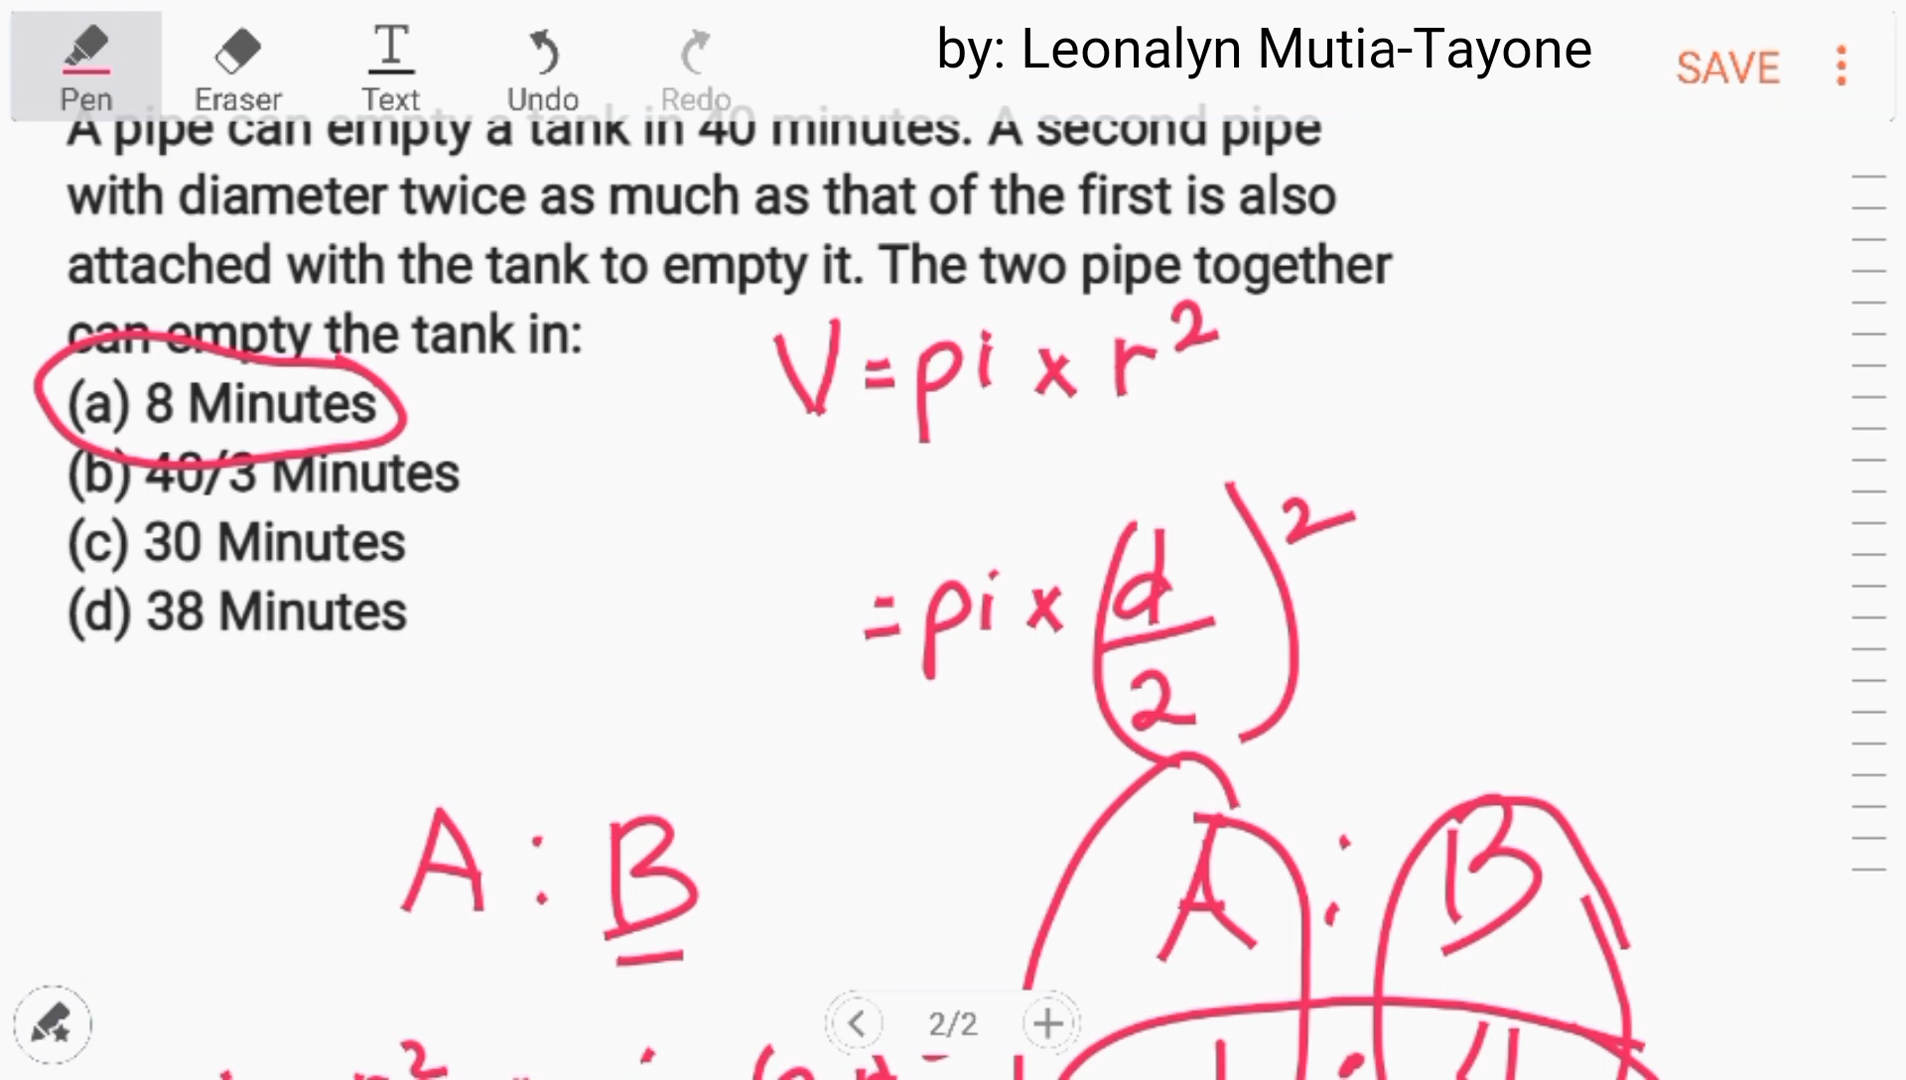 by: Leonalyn Mutia-Tayone
SAVE
Pen Eraser Text Undo Redo
A pipe can empty a tank in 40 minutes. A second pipe
with diameter twice as much as that of the first is also
attached with the tank to empty it. The two pipe together
can empty the tank in:
(a) 8 Minutes
(b) 40/3 Minutes
(c) 30 Minutes
(d) 38 Minutes
V = pi x r²
= pi x (d/2)²
A : B
A : B
2/2
1 : 4